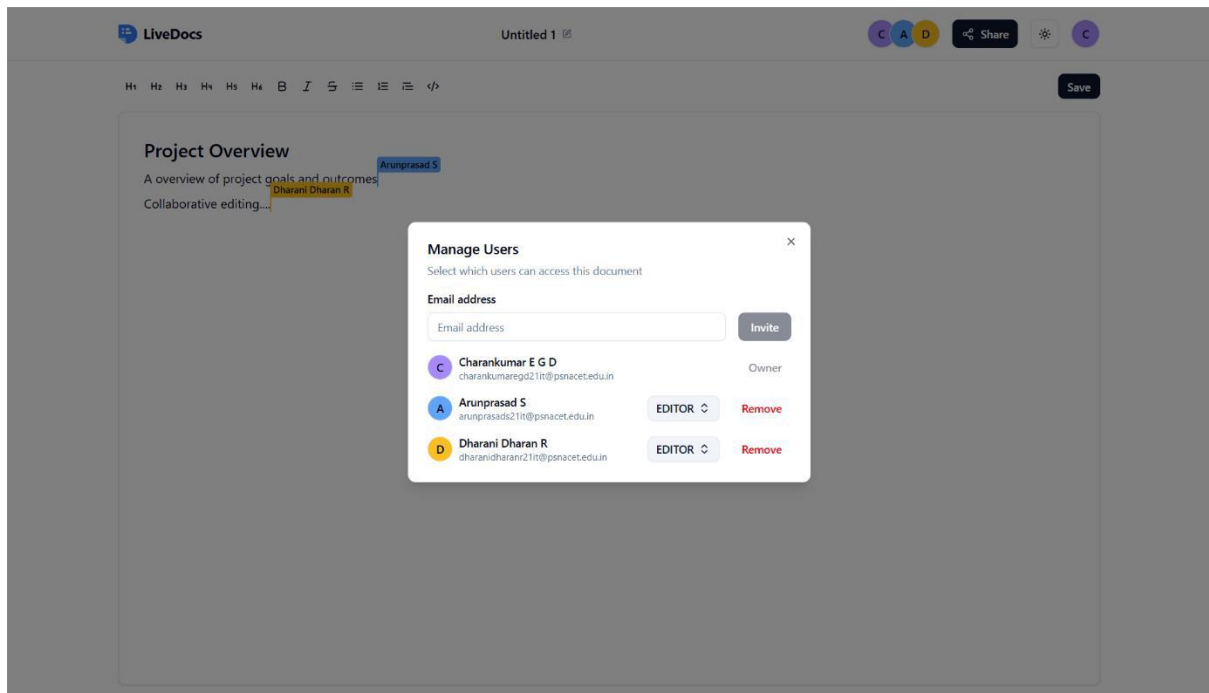 LiveDocs
Untitled 1
C A D
Share
C
H1 H2 H3 H4 H5 H6 B I S </>
Save
Project Overview
Arunprasad S
A overview of project goals and outcomes
Dharani Dharan R
Collaborative editing....
Manage Users
Select which users can access this document
Email address
Email address
Invite
C
Charankumar E G D
Owner
charankumaregd21it@psnacet.edu.in
A
Arunprasad S
EDITOR
Remove
arunprasads21it@psnacet.edu.in
D
Dharani Dharan R
EDITOR
Remove
dharanidharanr21it@psnacet.edu.in